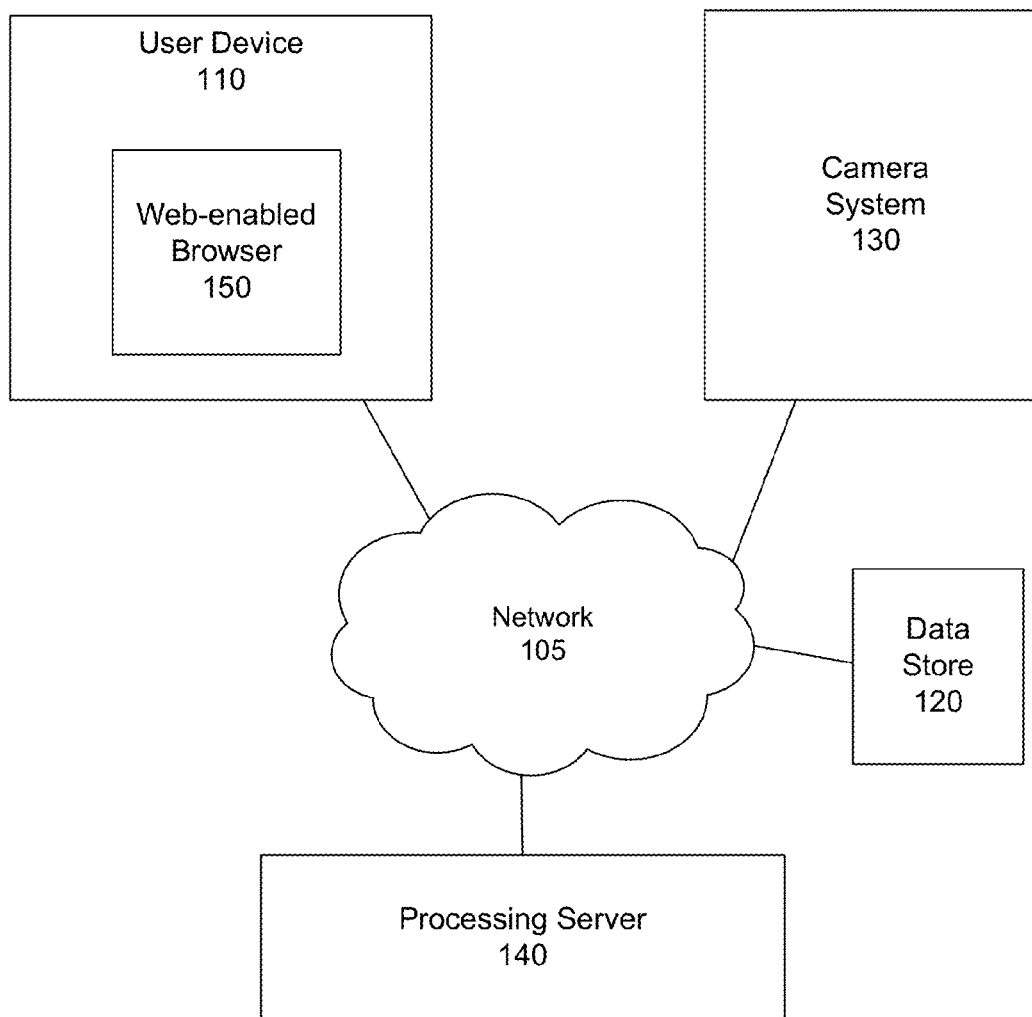 User Device
110
Web-enabled
Browser
150
Camera
System
130
Network
105
Data
Store
120
Processing Server
140